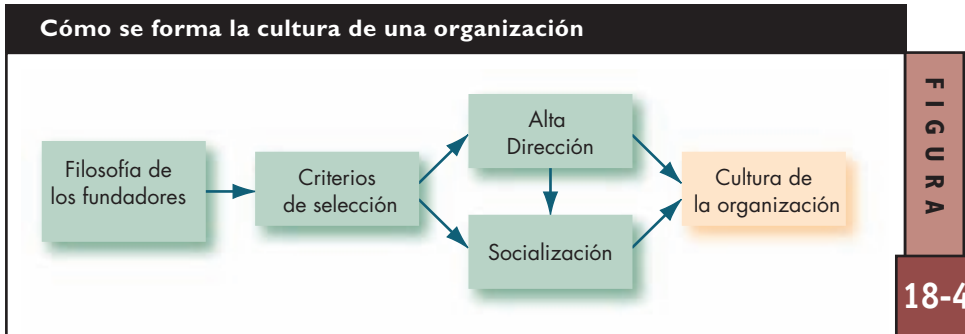 Cómo se forma la cultura de una organización
Filosofía de
los fundadores
Criterios
de selección
Alta
Dirección
Socialización
Cultura de
la organización
FIGURA
18-4